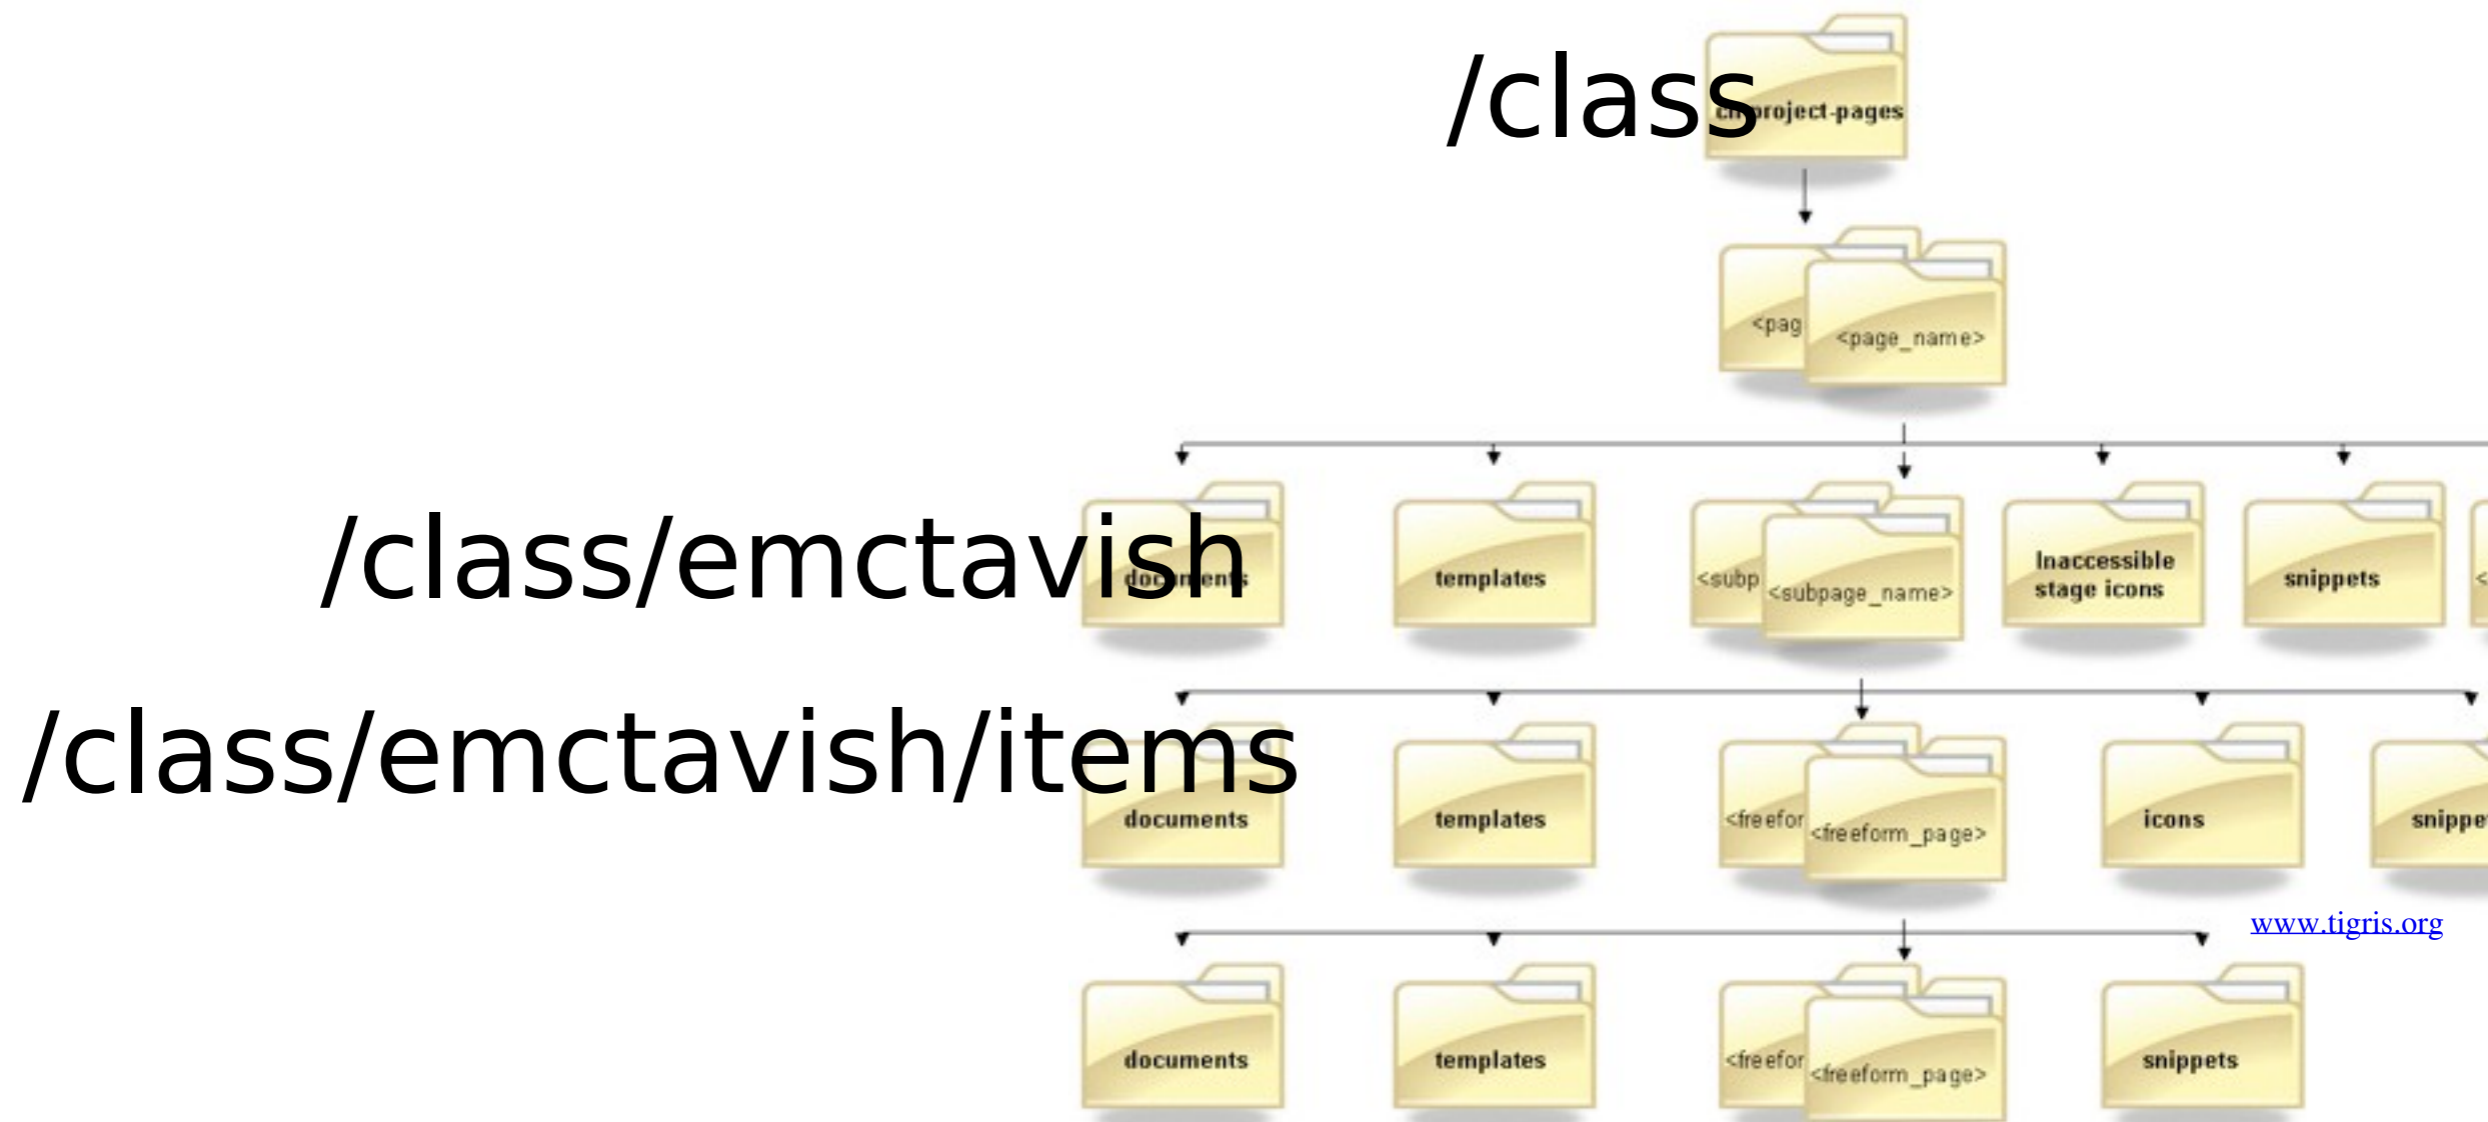 /class
project-pages
<page_name>
/class/emctavish
documents
templates
<subpage_name>
Inaccessible
stage icons
snippets
/class/emctavish/items
documents
templates
<freeform_page>
icons
www.tigris.org
documents
templates
<freeform_page>
snippets